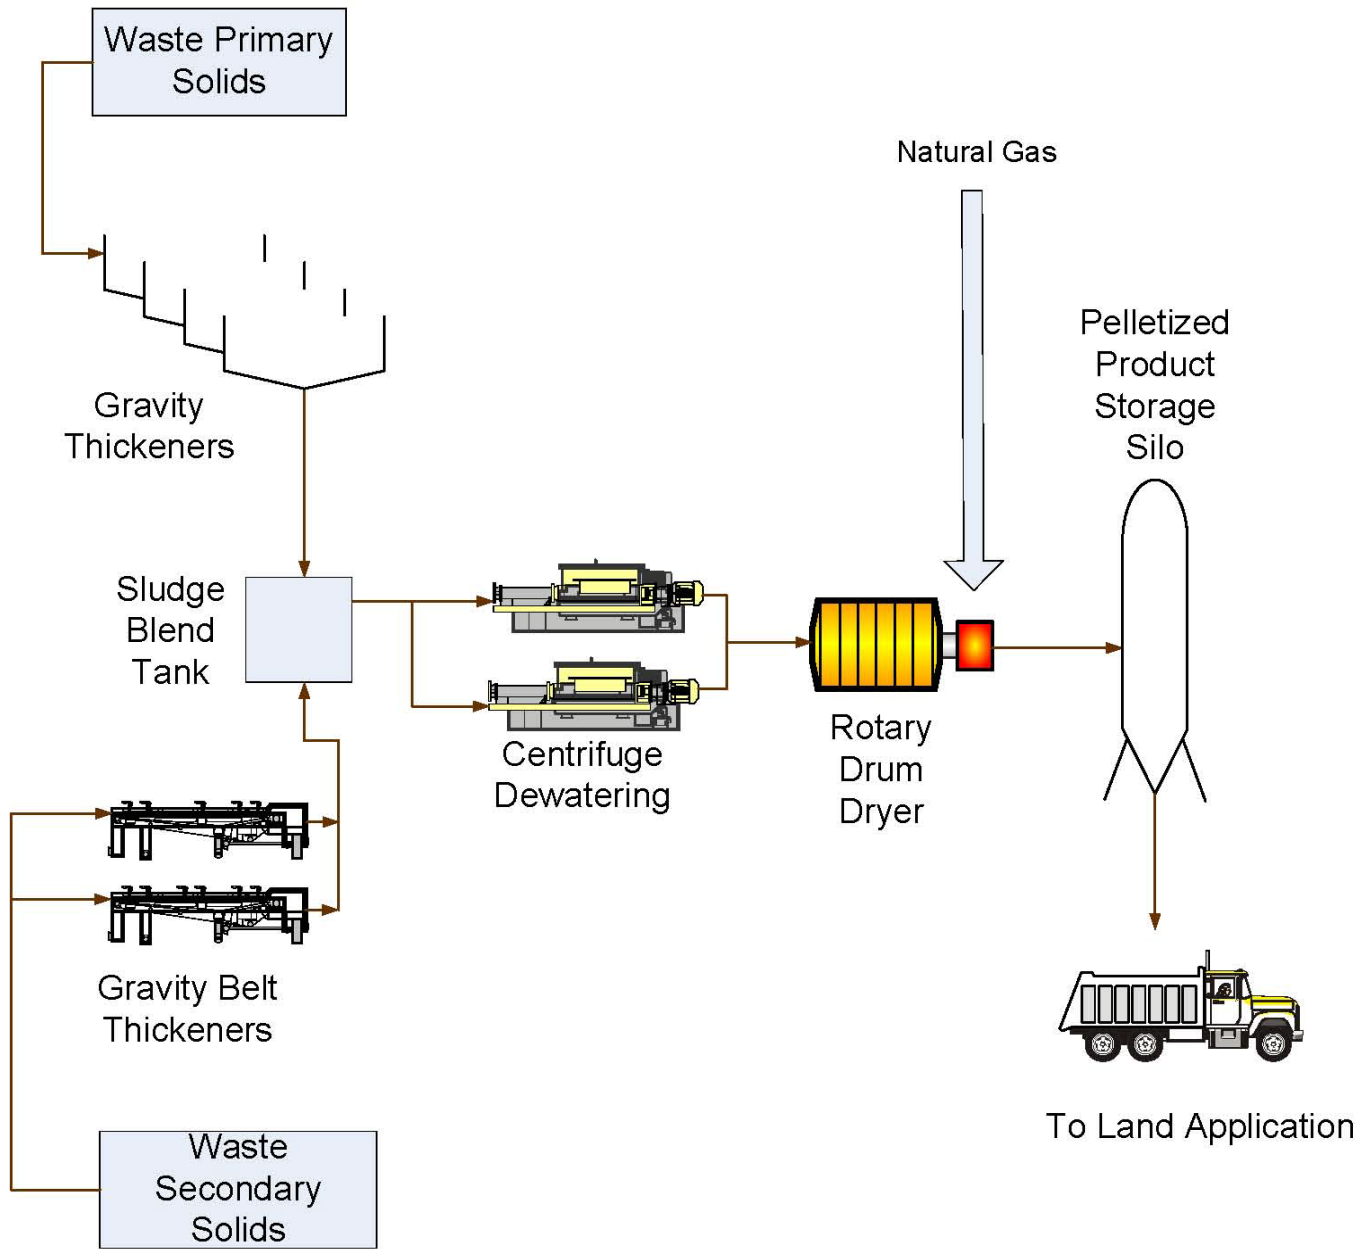 Waste Primary
Solids
Natural Gas
Pelletized
Product
Storage
Silo
Gravity
Thickeners
Sludge
Blend
Tank
Centrifuge
Dewatering
Rotary
Drum
Dryer
Gravity Belt
Thickeners
To Land Application
Waste
Secondary
Solids